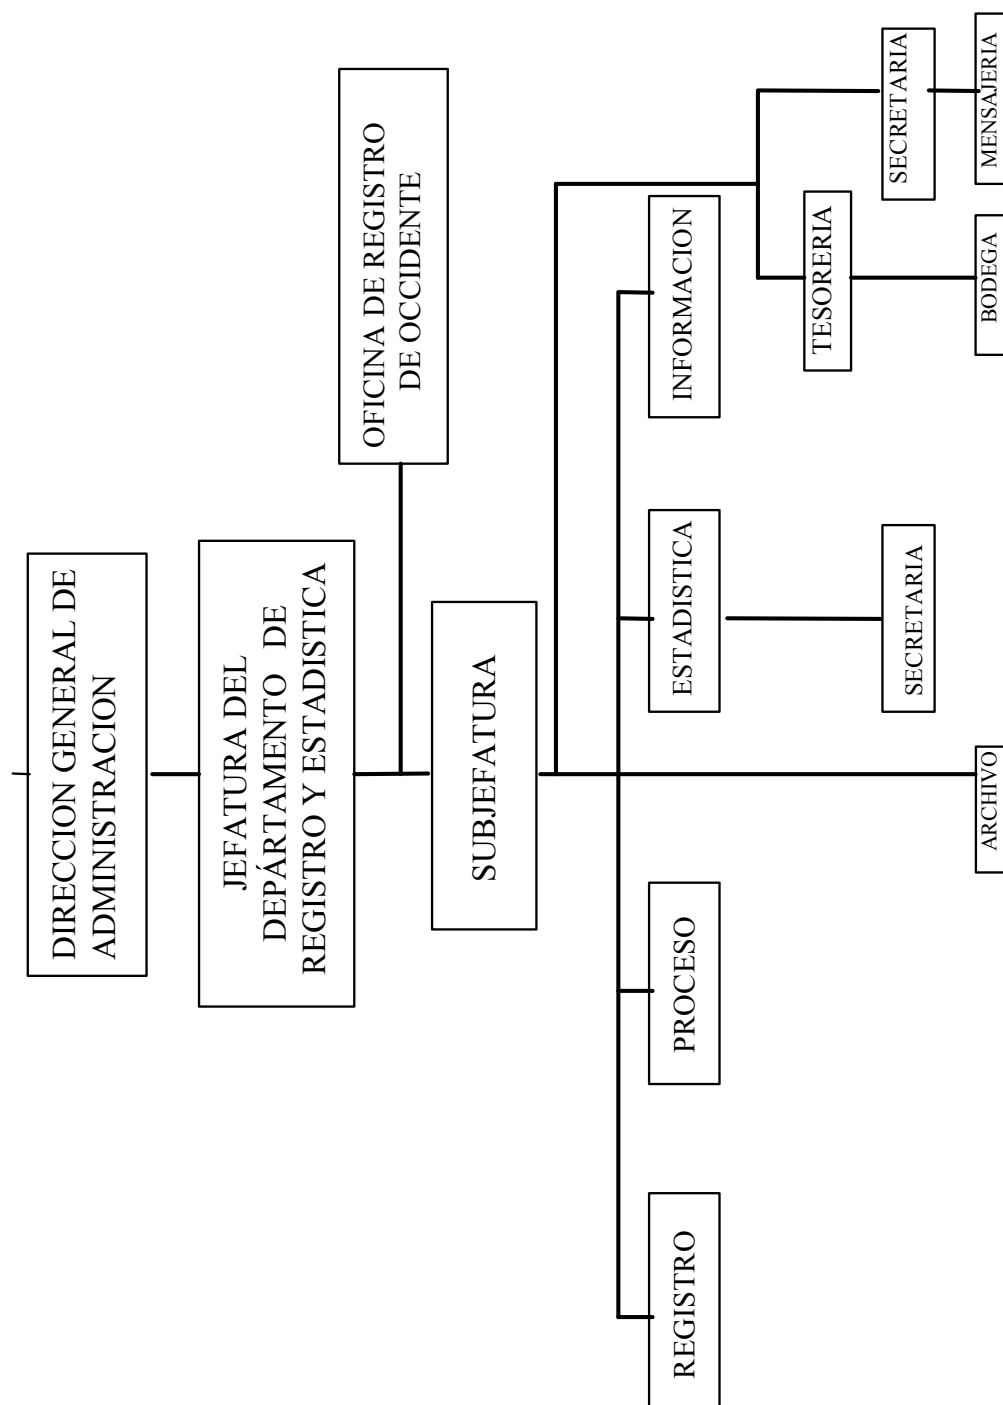 DIRECCION GENERAL DE
ADMINISTRACION
JEFATURA DEL
DEPÁRTAMENTO DE
REGISTRO Y ESTADISTICA
OFICINA DE REGISTRO
DE OCCIDENTE
SUBJEFATURA
REGISTRO
PROCESO
ESTADISTICA
INFORMACION
TESORERIA
SECRETARIA
SECRETARIA
ARCHIVO
BODEGA
MENSAJERIA